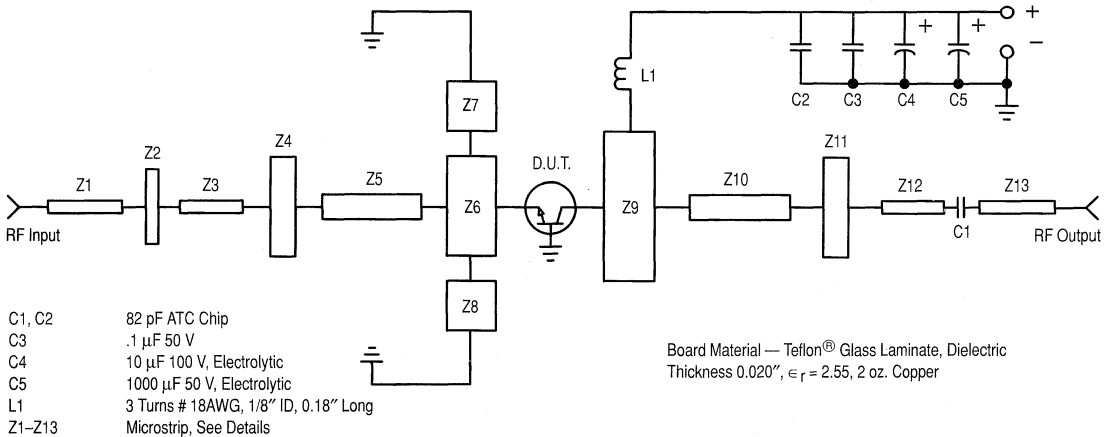 +
+
+
−
L1
Z7
C2
C3
C4
C5
Z4
Z11
Z2
D.U.T.
Z1
Z3
Z5
Z10
Z12
Z13
Z6
Z9
RF Input
C1
RF Output
Z8
C1, C2 82 pF ATC Chip
C3 .1 μF 50 V
C4 10 μF 100 V, Electrolytic
C5 1000 μF 50 V, Electrolytic
L1 3 Turns # 18AWG, 1/8″ ID, 0.18″ Long
Z1–Z13 Microstrip, See Details
Board Material — Teflon® Glass Laminate, Dielectric
Thickness 0.020″, ϵr = 2.55, 2 oz. Copper